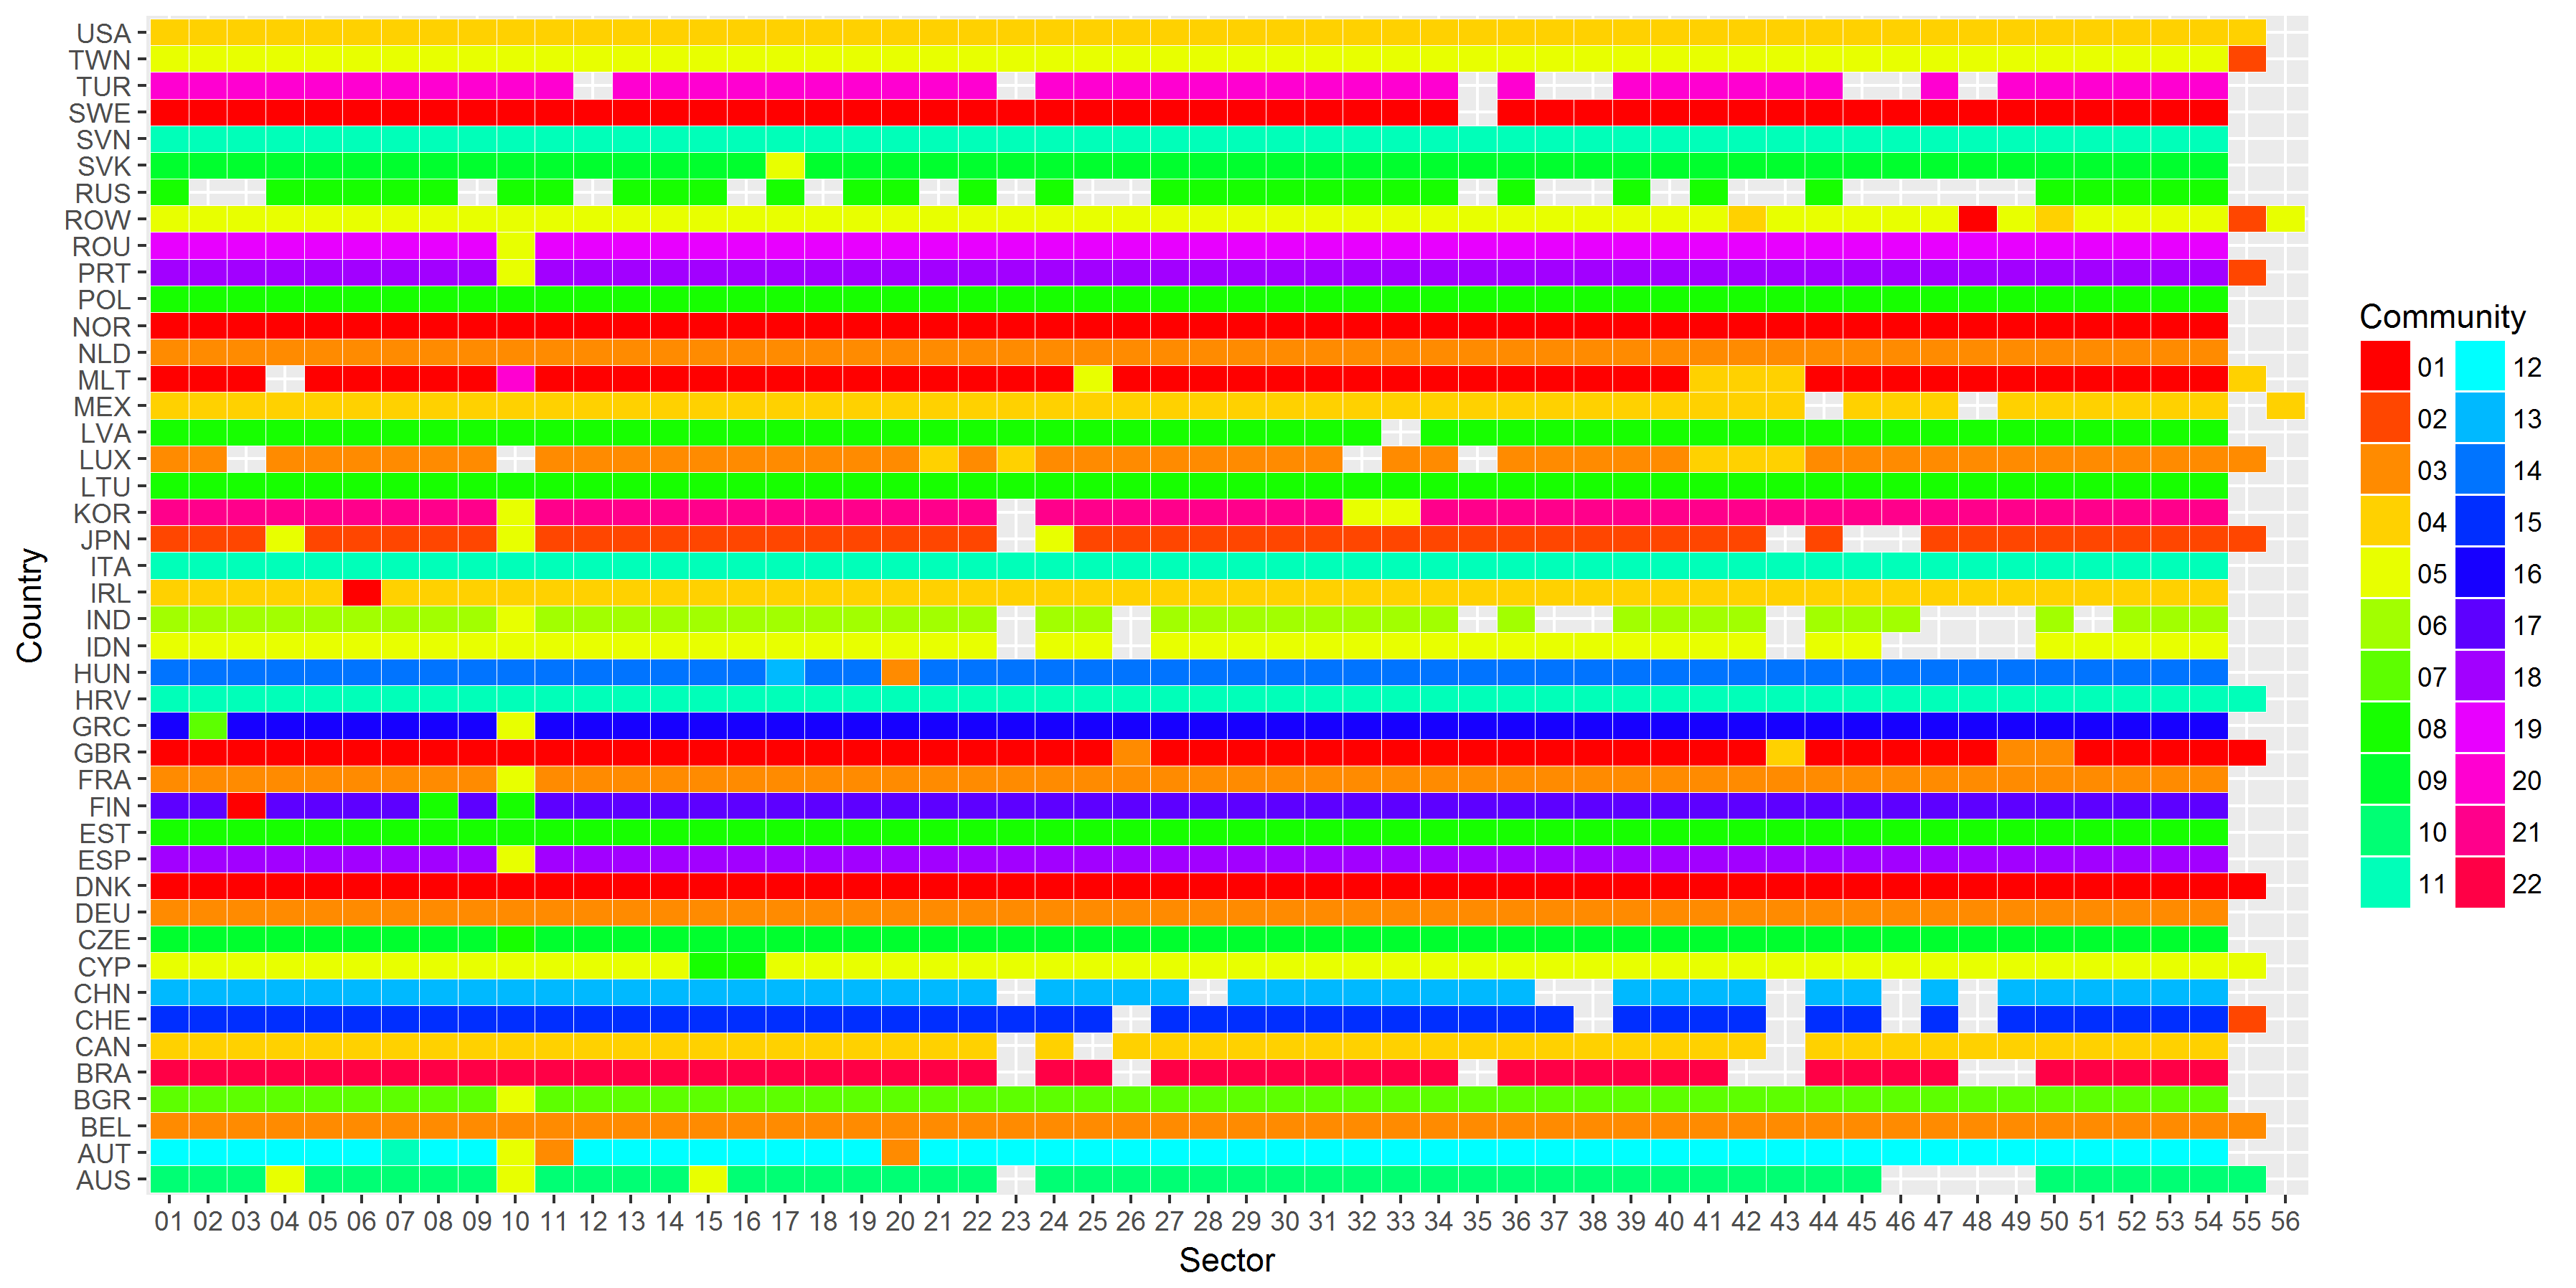 USA
TWN
TUR
SWE
SVN
SVK
RUS
ROW
ROU
PRT
POL
NOR
NLD
MLT
MEX
LVA
LUX
LTU
KOR
JPN
ITA
IRL
IND
IDN
HUN
HRV
GRC
GBR
FRA
FIN
EST
ESP
DNK
DEU
CZE
CYP
CHN
CHE
CAN
BRA
BGR
BEL
AUT
AUS
Country
01 02 03 04 05 06 07 08 09 10 11 12 13 14 15 16 17 18 19 20 21 22 23 24 25 26 27 28 29 30 31 32 33 34 35 36 37 38 39 40 41 42 43 44 45 46 47 48 49 50 51 52 53 54 55 56
Sector
Community
01 12
02 13
03 14
04 15
05 16
06 17
07 18
08 19
09 20
10 21
11 22